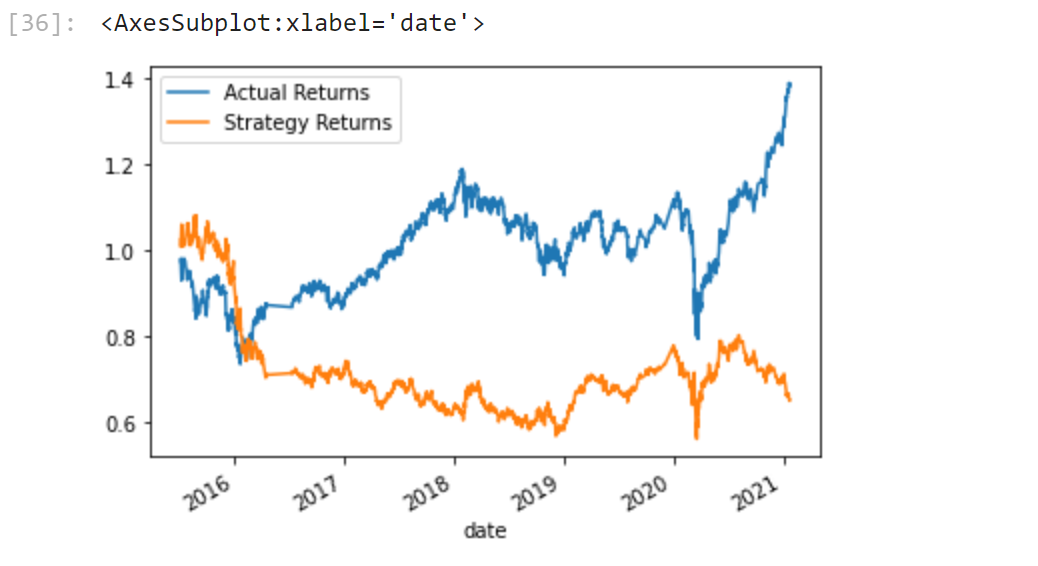 [36]: <AxesSubplot:xlabel='date'>
Actual Returns
Strategy Returns
1.4
1.2
1.0
0.8
0.6
2016 2017 2018 2019 2020 2021
date